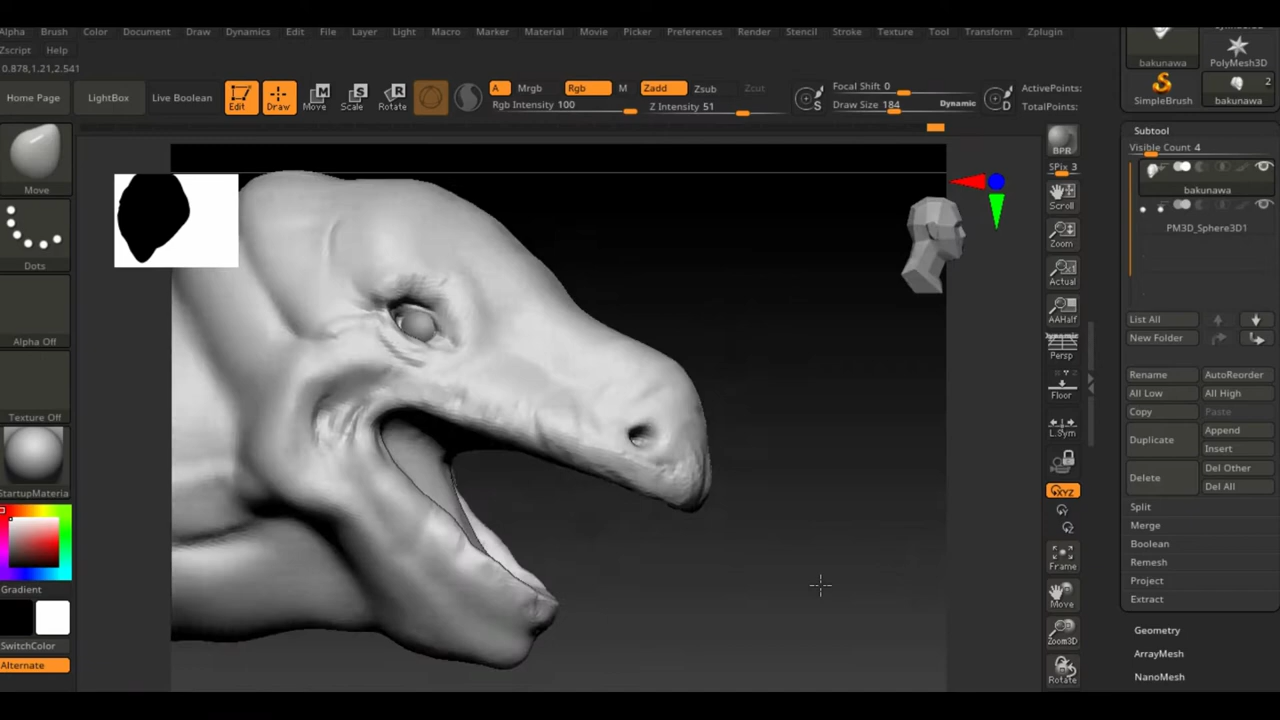 Alpha Brush Color Document Draw Dynamics Edit File Layer Light Macro Marker Material Movie Picker Preferences Render Stencil Stroke Texture Tool Transform Zplugin
Zscript Help
0.878,1.21,2.541
Home Page LightBox Live Boolean Edit Draw Move Scale Rotate
A Mrgb Rgb M Zadd Zsub Zcut
Rgb Intensity 100 Z Intensity 51
S Focal Shift 0
Draw Size 184 Dynamic D
ActivePoints:
TotalPoints:
bakunawa PolyMesh3D
SimpleBrush 2 bakunawa
Move
Dots
Alpha Off
Texture Off
StartupMateria
Gradient
SwitchColor
Alternate
BPR
SPix 3
Scroll
Zoom
Actual
AAHalf
Dynamic
Persp
Floor
L.Sym
XYZ
Y
Z
Frame
Move
Zoom3D
Rotate
Subtool
Visible Count 4
bakunawa
PM3D_Sphere3D1
List All
New Folder
Rename AutoReorder
All Low All High
Copy Paste
Duplicate Append
Insert
Delete Del Other
Del All
Split
Merge
Boolean
Remesh
Project
Extract
Geometry
ArrayMesh
NanoMesh